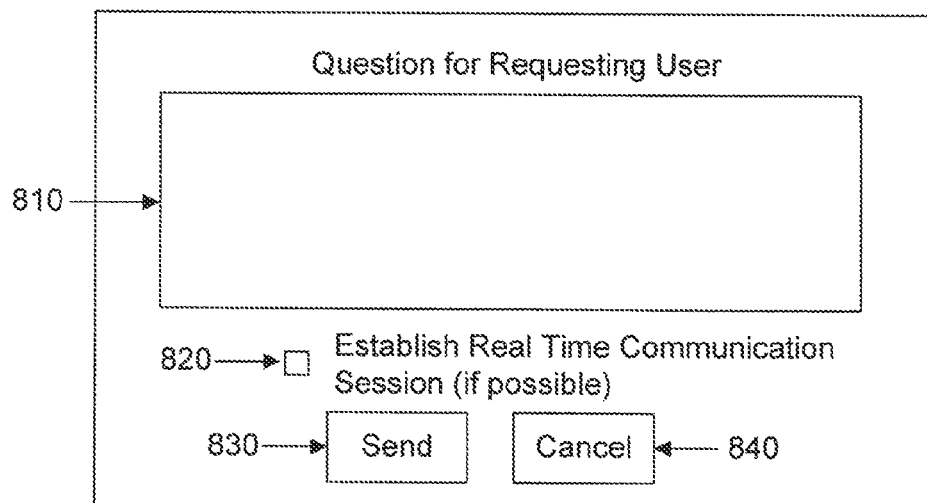 Question for Requesting User
810
820
Establish Real Time Communication
Session (if possible)
830
Send
Cancel
840